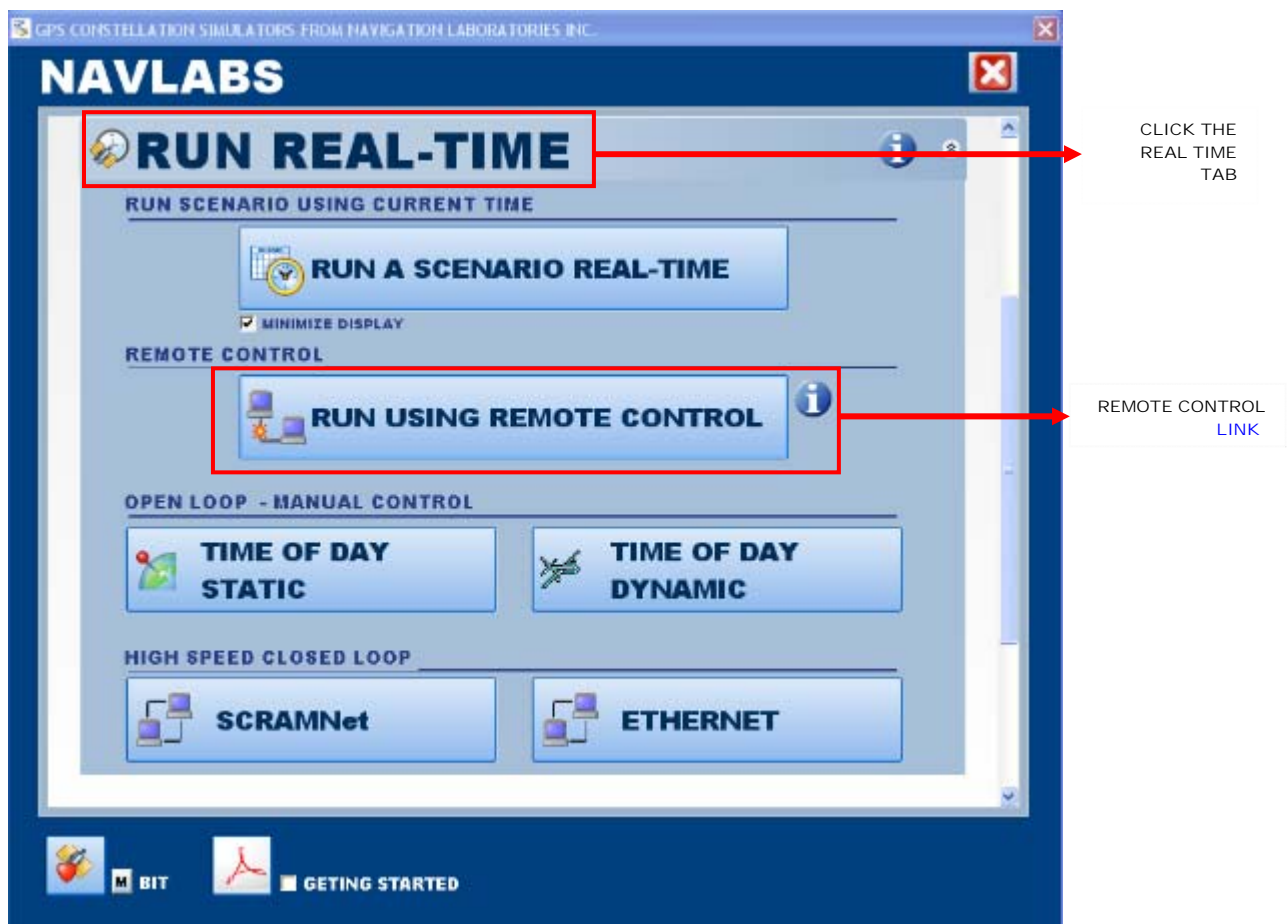 GPS CONSTELLATION SIMULATORS FROM NAVIGATION LABORATORIES INC.
NAVLABS
RUN REAL-TIME
CLICK THE
REAL TIME
TAB
RUN SCENARIO USING CURRENT TIME
RUN A SCENARIO REAL-TIME
MINIMIZE DISPLAY
REMOTE CONTROL
RUN USING REMOTE CONTROL
REMOTE CONTROL
LINK
OPEN LOOP - MANUAL CONTROL
TIME OF DAY
STATIC
TIME OF DAY
DYNAMIC
HIGH SPEED CLOSED LOOP
SCRAMNet
ETHERNET
M BIT
GETING STARTED